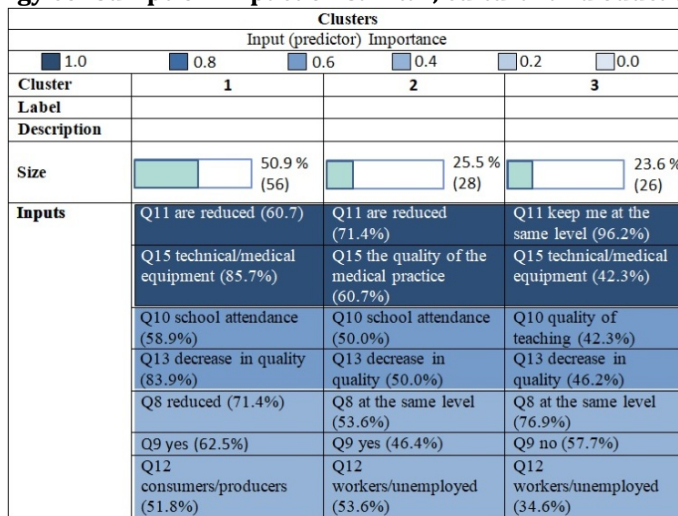 Clusters
Input (predictor) Importance
1.0 0.8 0.6 0.4 0.2 0.0
Cluster 1 2 3
Label
Description
Size 50.9 % (56) 25.5 % (28) 23.6 % (26)
Inputs
Q11 are reduced (60.7)
Q11 are reduced (71.4%)
Q11 keep me at the same level (96.2%)
Q15 technical/medical equipment (85.7%)
Q15 the quality of the medical practice (60.7%)
Q15 technical/medical equipment (42.3%)
Q10 school attendance (58.9%)
Q10 school attendance (50.0%)
Q10 quality of teaching (42.3%)
Q13 decrease in quality (83.9%)
Q13 decrease in quality (50.0%)
Q13 decrease in quality (46.2%)
Q8 reduced (71.4%)
Q8 at the same level (53.6%)
Q8 at the same level (76.9%)
Q9 yes (62.5%)
Q9 yes (46.4%)
Q9 no (57.7%)
Q12 consumers/producers (51.8%)
Q12 workers/unemployed (53.6%)
Q12 workers/unemployed (34.6%)